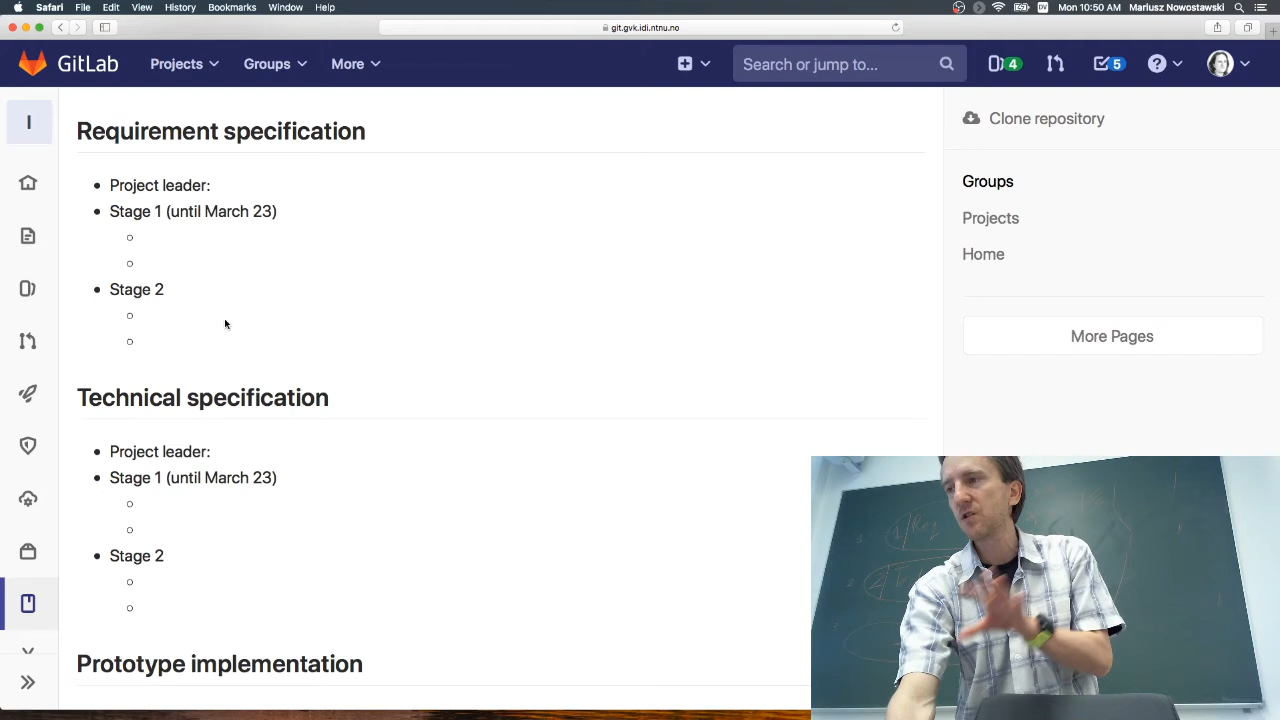 Safari File Edit View History Bookmarks Window Help DV Mon 10:50 AM Mariusz Nowostawski
git.gvk.idi.ntnu.no
GitLab Projects Groups More Search or jump to... 4 5
I
Requirement specification
Project leader:
Stage 1 (until March 23)
Stage 2
Technical specification
Project leader:
Stage 1 (until March 23)
Stage 2
Prototype implementation
Clone repository
Groups
Projects
Home
More Pages